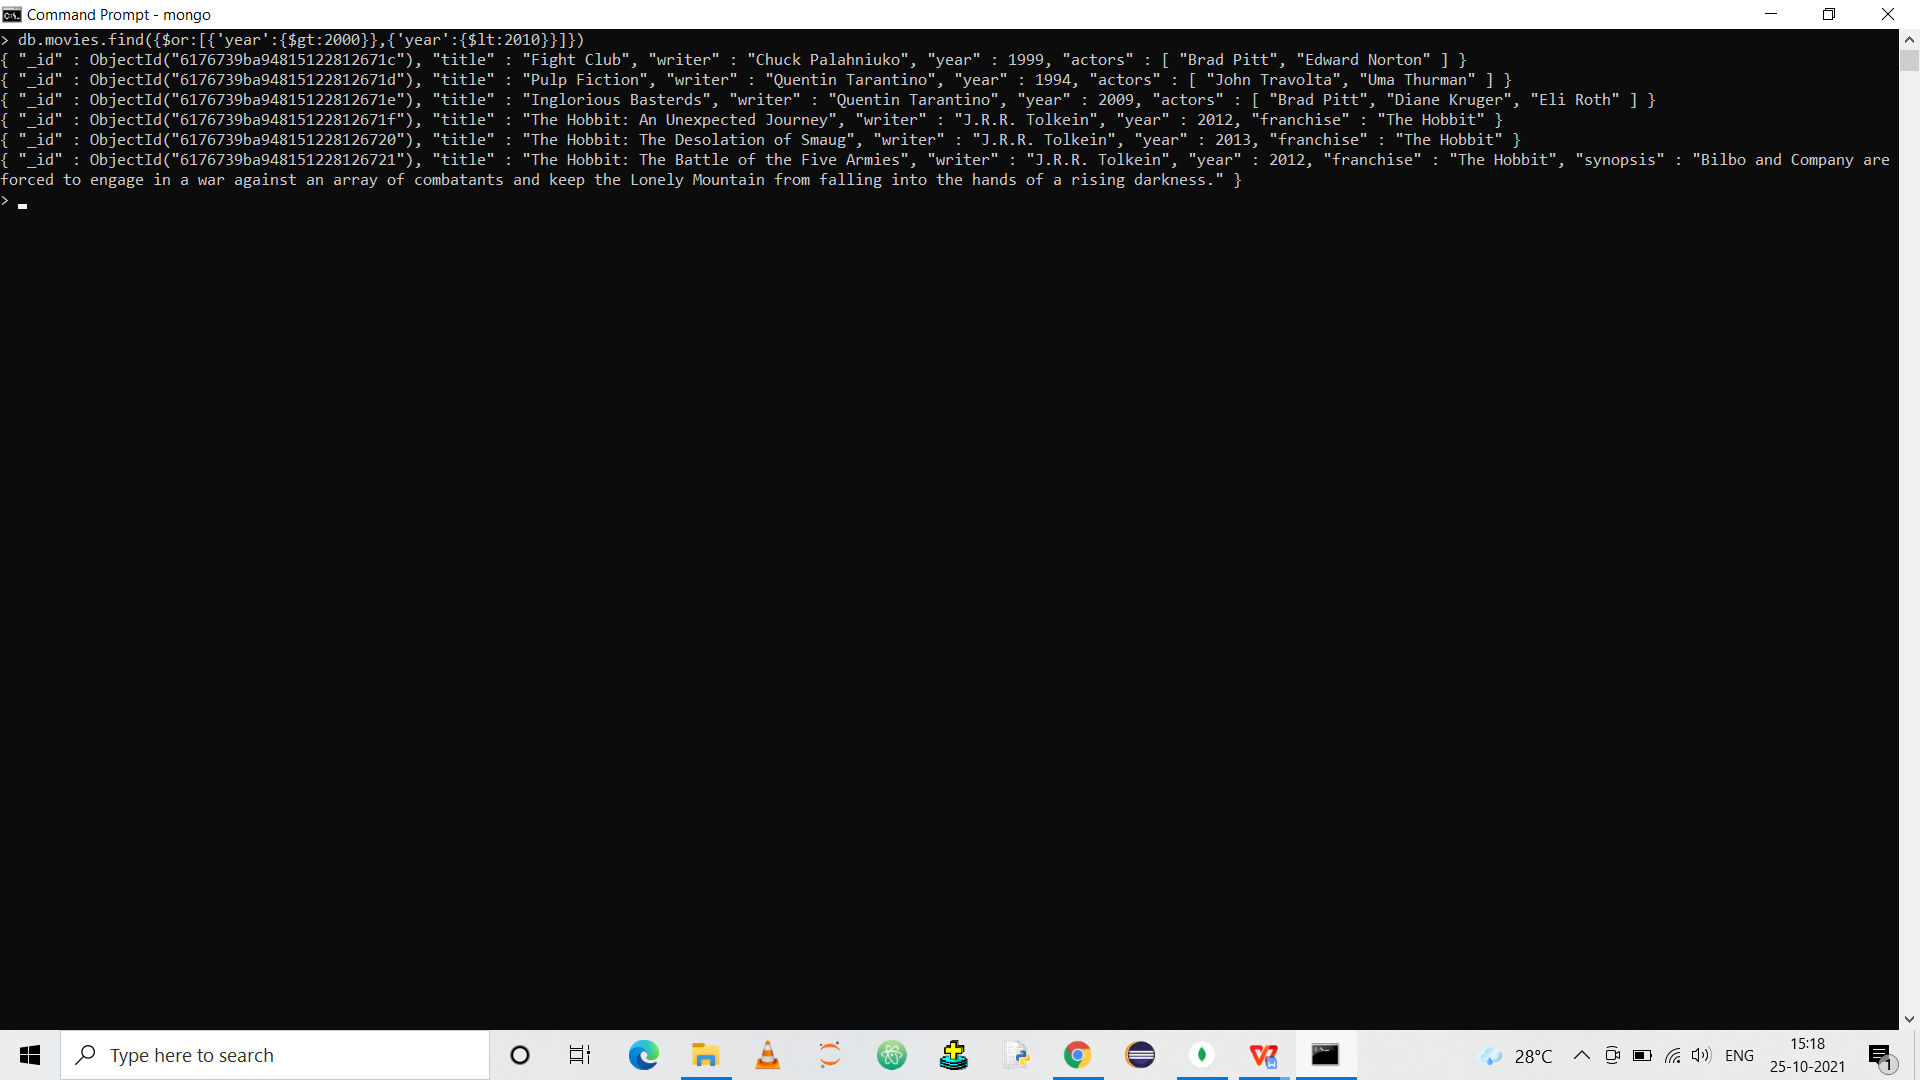 Command Prompt - mongo
> db.movies.find({$or:[{'year':{$gt:2000}},{'year':{$lt:2010}}]})
{ "_id" : ObjectId("6176739ba94815122812671c"), "title" : "Fight Club", "writer" : "Chuck Palahniuko", "year" : 1999, "actors" : [ "Brad Pitt", "Edward Norton" ] }
{ "_id" : ObjectId("6176739ba94815122812671d"), "title" : "Pulp Fiction", "writer" : "Quentin Tarantino", "year" : 1994, "actors" : [ "John Travolta", "Uma Thurman" ] }
{ "_id" : ObjectId("6176739ba94815122812671e"), "title" : "Inglorious Basterds", "writer" : "Quentin Tarantino", "year" : 2009, "actors" : [ "Brad Pitt", "Diane Kruger", "Eli Roth" ] }
{ "_id" : ObjectId("6176739ba94815122812671f"), "title" : "The Hobbit: An Unexpected Journey", "writer" : "J.R.R. Tolkein", "year" : 2012, "franchise" : "The Hobbit" }
{ "_id" : ObjectId("6176739ba948151228126720"), "title" : "The Hobbit: The Desolation of Smaug", "writer" : "J.R.R. Tolkein", "year" : 2013, "franchise" : "The Hobbit" }
{ "_id" : ObjectId("6176739ba948151228126721"), "title" : "The Hobbit: The Battle of the Five Armies", "writer" : "J.R.R. Tolkein", "year" : 2012, "franchise" : "The Hobbit", "synopsis" : "Bilbo and Company are
forced to engage in a war against an array of combatants and keep the Lonely Mountain from falling into the hands of a rising darkness." }
>
Type here to search
28°C
ENG
15:18
25-10-2021
1